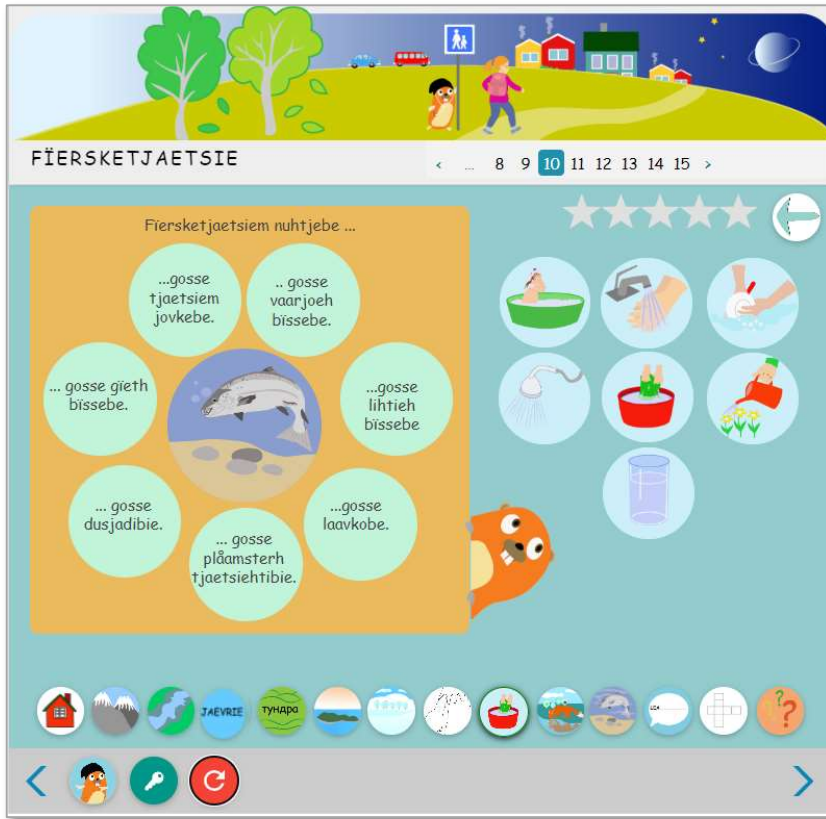 FÏERSKETJAETSIE
‹ ... 8 9 10 11 12 13 14 15 ›
Fïersketjaetsiem nuhtjebe ...
...gosse
tjaetsiem
jovkebe.
.. gosse
vaarjoeh
bïssebe.
... gosse gïeth
bïssebe.
...gosse
lihtieh
bïssebe
... gosse
dusjadibie.
...gosse
laavkobe.
... gosse
plåamsterh
tjaetsiehtibie.
JAEVRIE
тундра